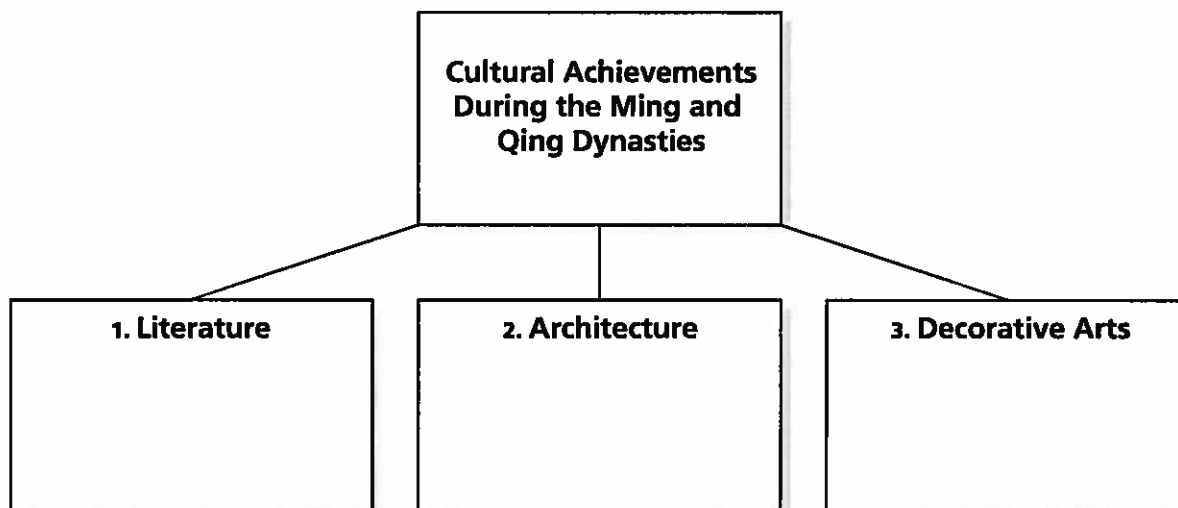 Cultural Achievements
During the Ming and
Qing Dynasties
1. Literature
2. Architecture
3. Decorative Arts